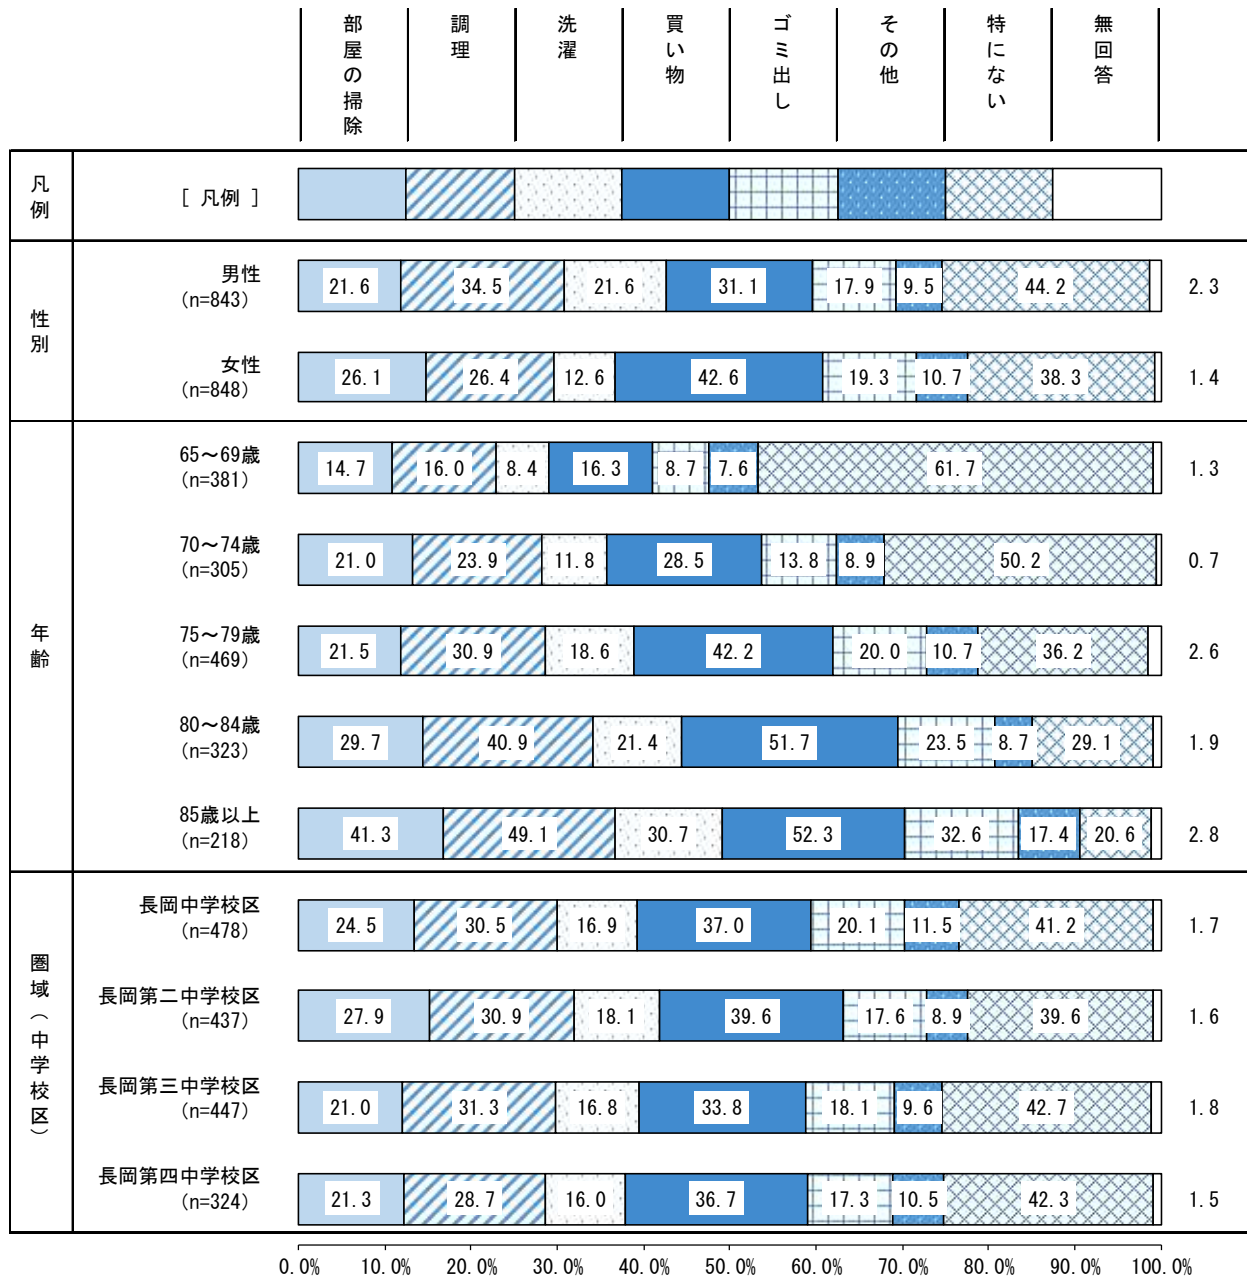 部屋の掃除
調理
洗濯
買い物
ゴミ出し
その他
特にない
無回答
凡例
[ 凡例 ]
性別
男性
(n=843)
21.6 34.5 21.6 31.1 17.9 9.5 44.2 2.3
女性
(n=848)
26.1 26.4 12.6 42.6 19.3 10.7 38.3 1.4
年齢
65～69歳
(n=381)
14.7 16.0 8.4 16.3 8.7 7.6 61.7 1.3
70～74歳
(n=305)
21.0 23.9 11.8 28.5 13.8 8.9 50.2 0.7
75～79歳
(n=469)
21.5 30.9 18.6 42.2 20.0 10.7 36.2 2.6
80～84歳
(n=323)
29.7 40.9 21.4 51.7 23.5 8.7 29.1 1.9
85歳以上
(n=218)
41.3 49.1 30.7 52.3 32.6 17.4 20.6 2.8
圏域（中学校区）
長岡中学校区
(n=478)
24.5 30.5 16.9 37.0 20.1 11.5 41.2 1.7
長岡第二中学校区
(n=437)
27.9 30.9 18.1 39.6 17.6 8.9 39.6 1.6
長岡第三中学校区
(n=447)
21.0 31.3 16.8 33.8 18.1 9.6 42.7 1.8
長岡第四中学校区
(n=324)
21.3 28.7 16.0 36.7 17.3 10.5 42.3 1.5
0.0% 10.0% 20.0% 30.0% 40.0% 50.0% 60.0% 70.0% 80.0% 90.0% 100.0%